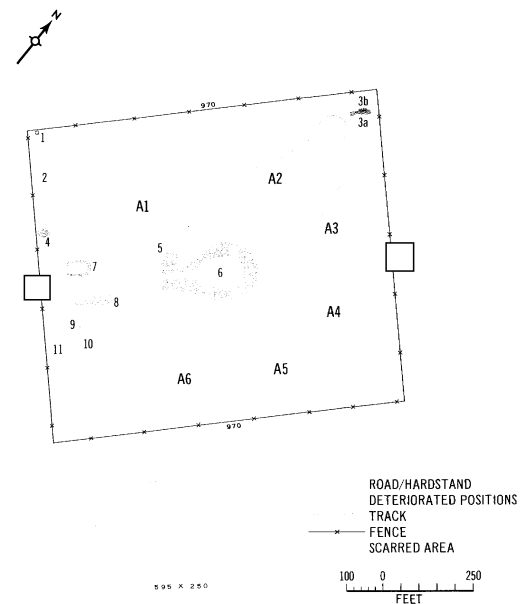 N
970
3b
1
3a
2
A2
A1
A3
4
5
7
6
8
A4
9
10
11
A5
A6
970
ROAD/HARDSTAND
DETERIORATED POSITIONS
TRACK
FENCE
SCARRED AREA
595 X 250
100 0 250
FEET